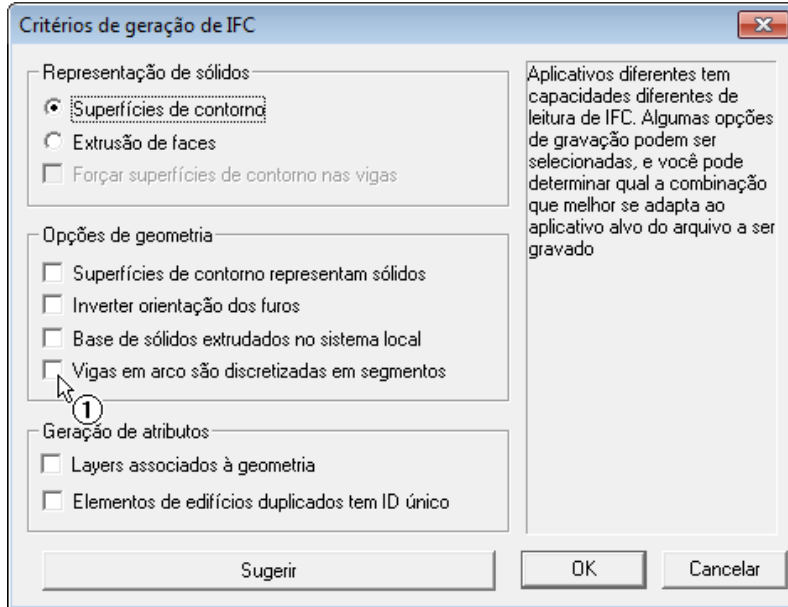 Critérios de geração de IFC
Representação de sólidos
Superfícies de contorno
Extrusão de faces
Forçar superfícies de contorno nas vigas
Opções de geometria
Superfícies de contorno representam sólidos
Inverter orientação dos furos
Base de sólidos extrudados no sistema local
Vigas em arco são discretizadas em segmentos
1
Geração de atributos
Layers associados à geometria
Elementos de edifícios duplicados tem ID único
Sugerir
Aplicativos diferentes tem
capacidades diferentes de
leitura de IFC. Algumas opções
de gravação podem ser
selecionadas, e você pode
determinar qual a combinação
que melhor se adapta ao
aplicativo alvo do arquivo a ser
gravado
OK
Cancelar